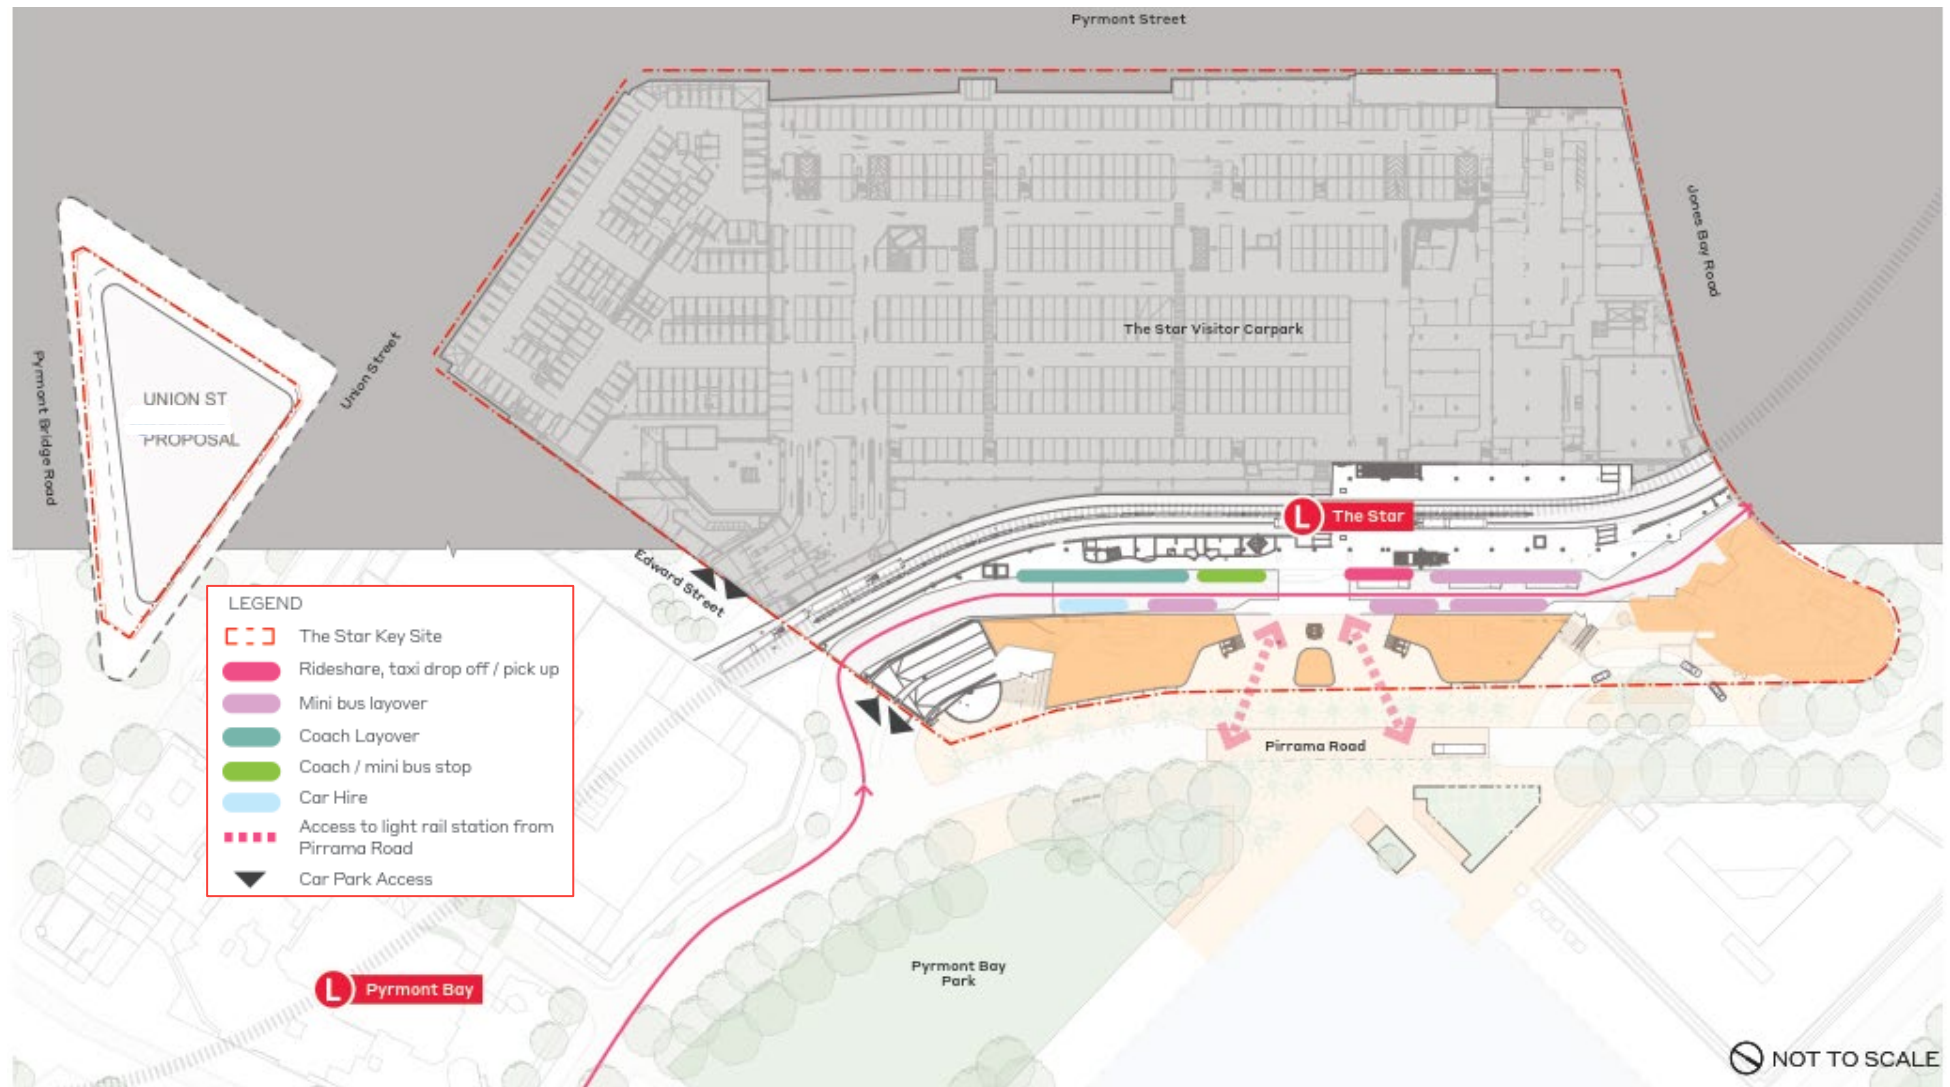 Pyrmont Street
Jones Bay Road
The Star Visitor Carpark
Union Street
Pyrmont Bridge Road
UNION ST
PROPOSAL
L The Star
Edward Street
LEGEND
The Star Key Site
Rideshare, taxi drop off / pick up
Mini bus layover
Coach Layover
Coach / mini bus stop
Car Hire
Access to light rail station from
Pirrama Road
Car Park Access
Pirrama Road
Pyrmont Bay
Park
L Pyrmont Bay
NOT TO SCALE